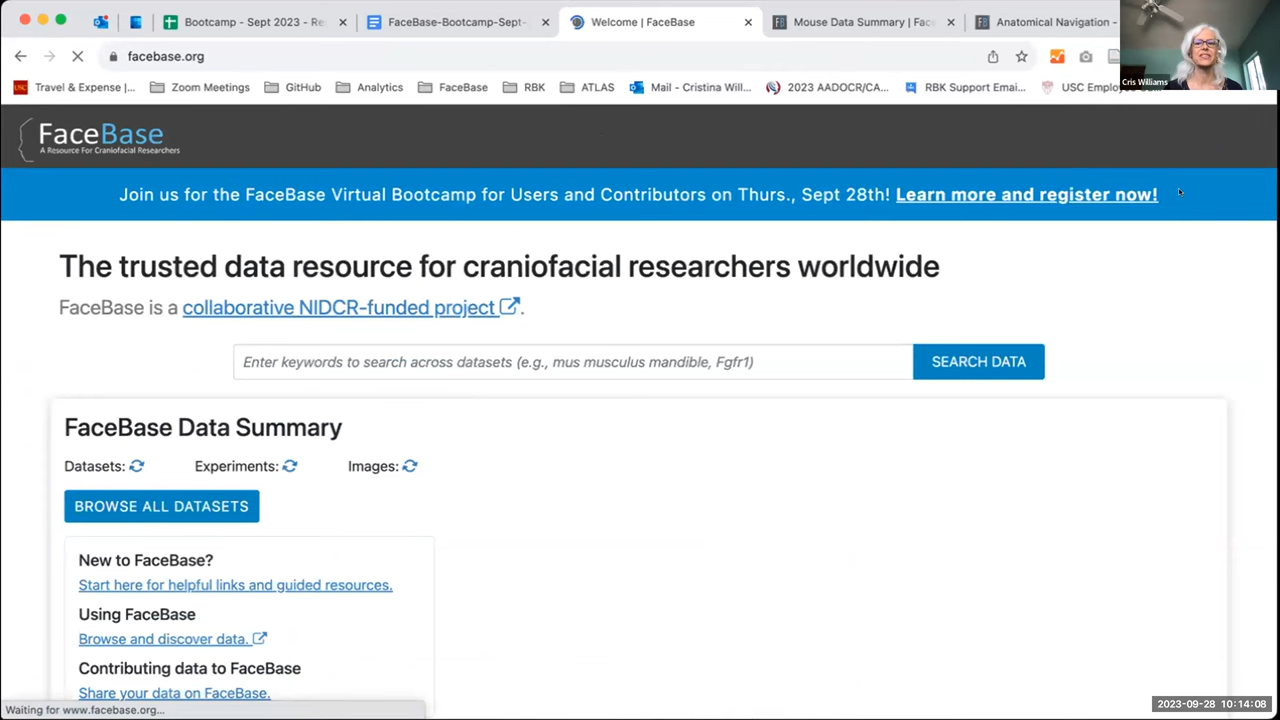 Bootcamp - Sept 2023 - Re
FaceBase-Bootcamp-Sept-
Welcome | FaceBase
Mouse Data Summary | Fac
Anatomical Navigation -
facebase.org
Travel & Expense |...
Zoom Meetings
GitHub
Analytics
FaceBase
RBK
ATLAS
Mail - Cristina Will...
2023 AADOCR/CA...
RBK Support Emai...
USC Employee
Cris Williams
FaceBase
A Resource For Craniofacial Researchers
Join us for the FaceBase Virtual Bootcamp for Users and Contributors on Thurs., Sept 28th! Learn more and register now!
The trusted data resource for craniofacial researchers worldwide
FaceBase is a collaborative NIDCR-funded project.
Enter keywords to search across datasets (e.g., mus musculus mandible, Fgfr1)
SEARCH DATA
FaceBase Data Summary
Datasets: Experiments: Images:
BROWSE ALL DATASETS
New to FaceBase?
Start here for helpful links and guided resources.
Using FaceBase
Browse and discover data.
Contributing data to FaceBase
Share your data on FaceBase.
Waiting for www.facebase.org...
2023-09-28 10:14:08